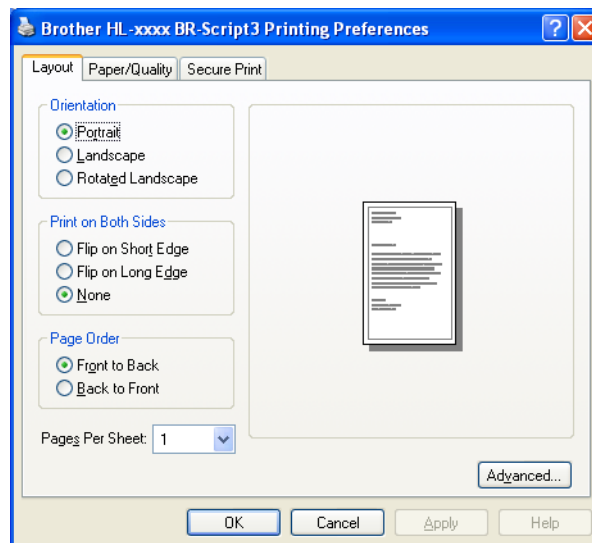 Brother HL-xxxx BR-Script3 Printing Preferences
Layout
Paper/Quality
Secure Print
Orientation
Portrait
Landscape
Rotated Landscape
Print on Both Sides
Flip on Short Edge
Flip on Long Edge
None
Page Order
Front to Back
Back to Front
Pages Per Sheet: 1
Advanced...
OK
Cancel
Apply
Help